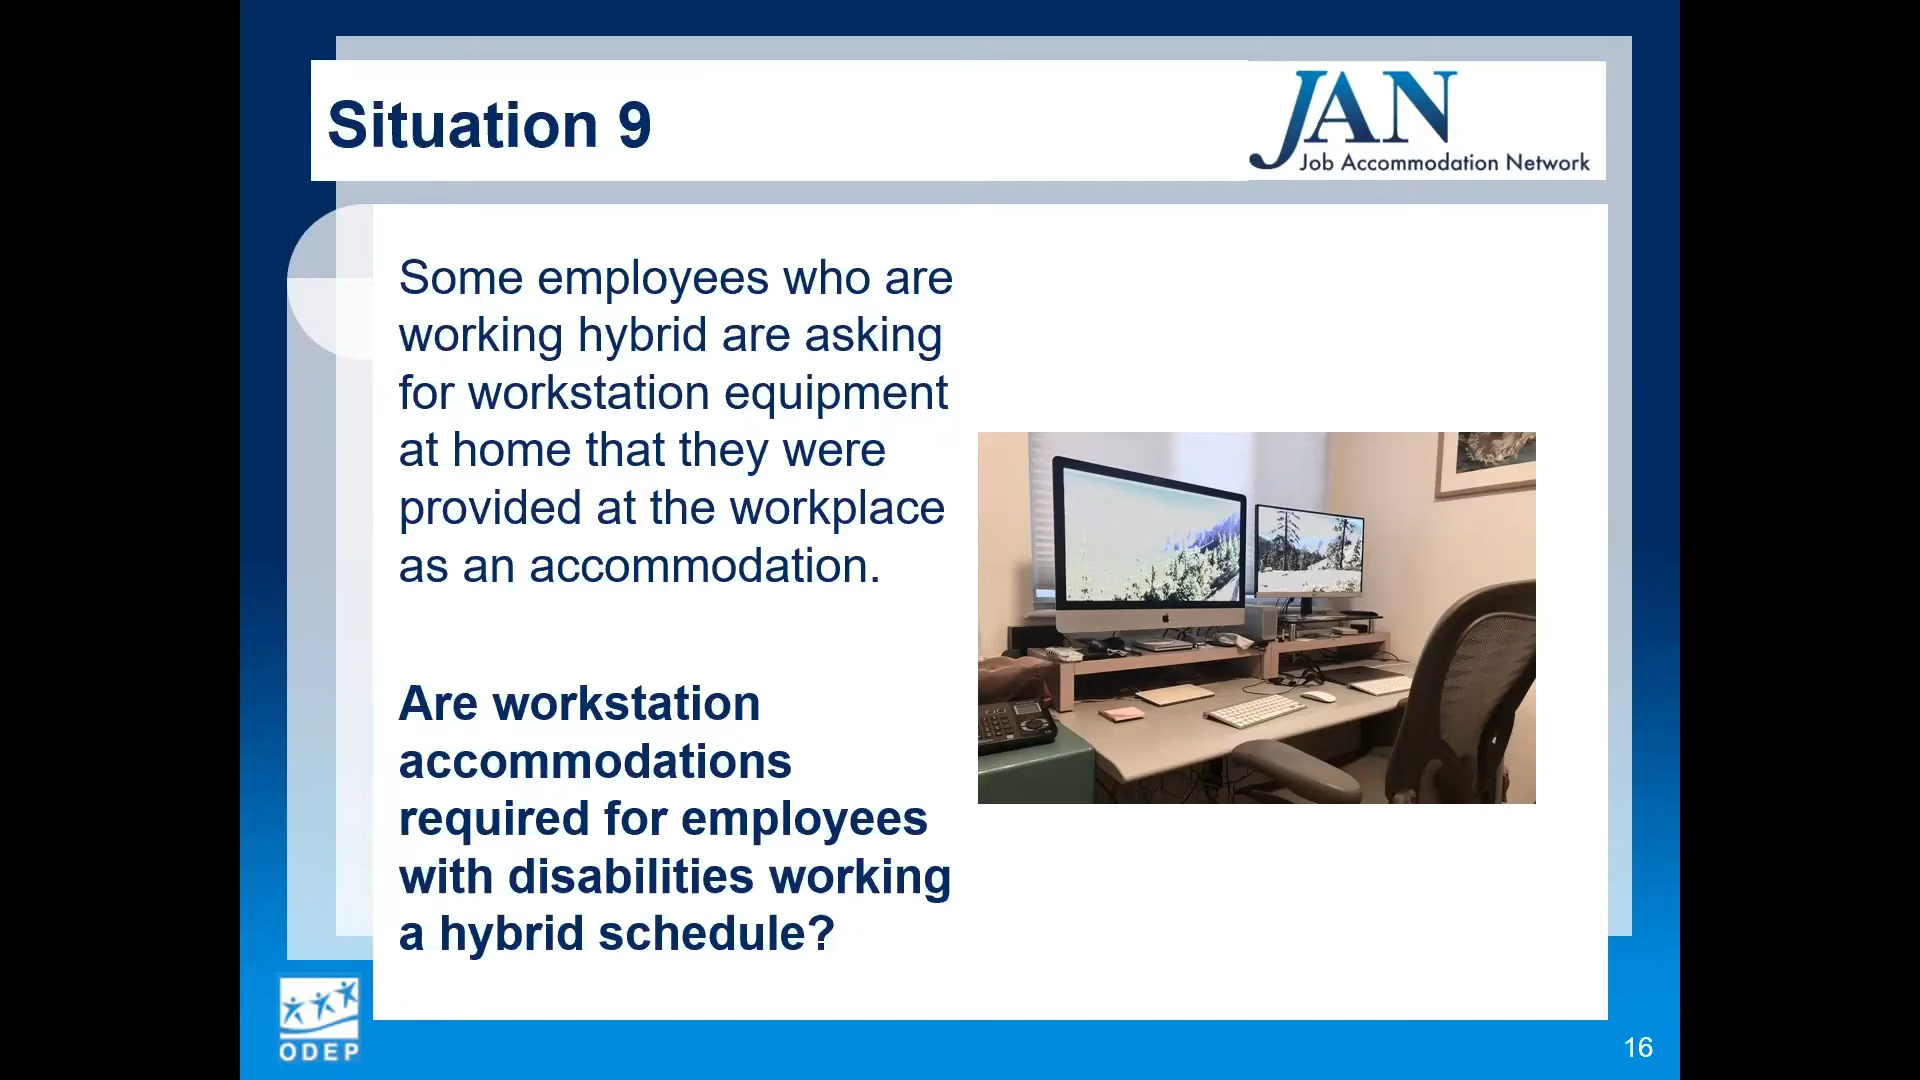 Situation 9
JAN
Job Accommodation Network
Some employees who are
working hybrid are asking
for workstation equipment
at home that they were
provided at the workplace
as an accommodation.
Are workstation
accommodations
required for employees
with disabilities working
a hybrid schedule?
ODEP
16